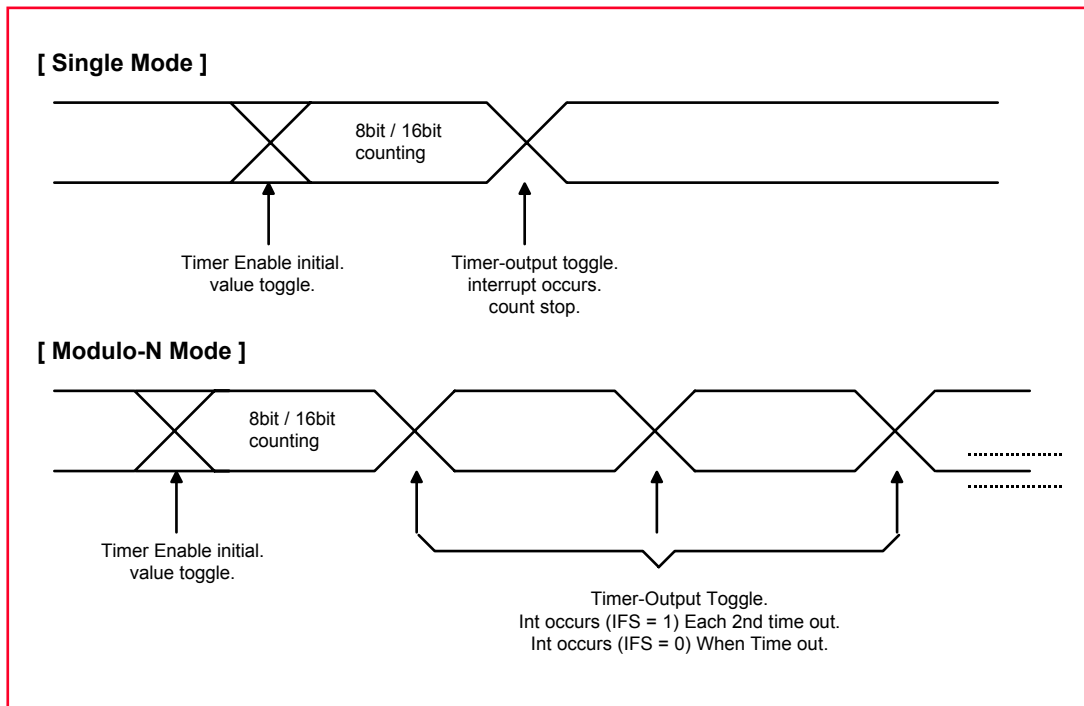 [ Single Mode ]
8bit / 16bit
counting
Timer Enable initial.
value toggle.
Timer-output toggle.
interrupt occurs.
count stop.
[ Modulo-N Mode ]
8bit / 16bit
counting
Timer Enable initial.
value toggle.
Timer-Output Toggle.
Int occurs (IFS = 1) Each 2nd time out.
Int occurs (IFS = 0) When Time out.